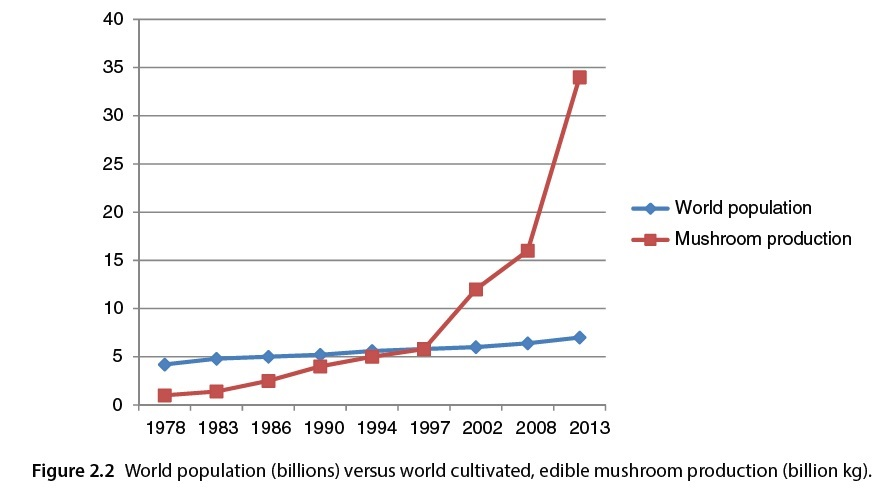 40
35
30
25
20
15
10
5
0
World population
Mushroom production
1978 1983 1986 1990 1994 1997 2002 2008 2013
Figure 2.2 World population (billions) versus world cultivated, edible mushroom production (billion kg).